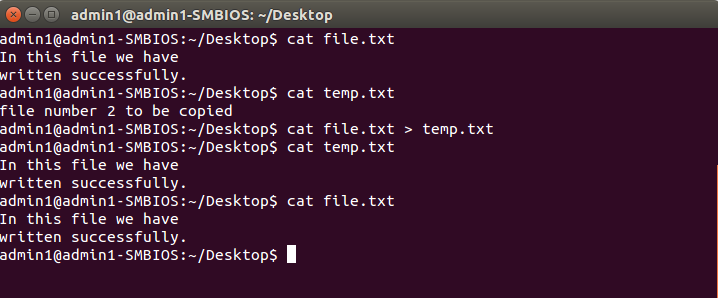 admin1@admin1-SMBIOS: ~/Desktop
admin1@admin1-SMBIOS:~/Desktop$ cat file.txt
In this file we have
written successfully.
admin1@admin1-SMBIOS:~/Desktop$ cat temp.txt
file number 2 to be copied
admin1@admin1-SMBIOS:~/Desktop$ cat file.txt > temp.txt
admin1@admin1-SMBIOS:~/Desktop$ cat temp.txt
In this file we have
written successfully.
admin1@admin1-SMBIOS:~/Desktop$ cat file.txt
In this file we have
written successfully.
admin1@admin1-SMBIOS:~/Desktop$